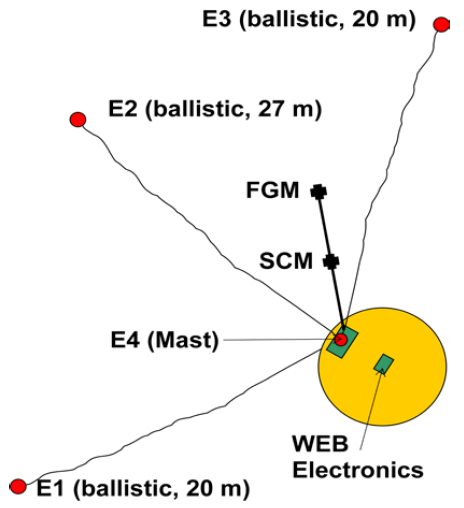 E3 (ballistic, 20 m)
E2 (ballistic, 27 m)
FGM
SCM
E4 (Mast)
WEB
Electronics
E1 (ballistic, 20 m)